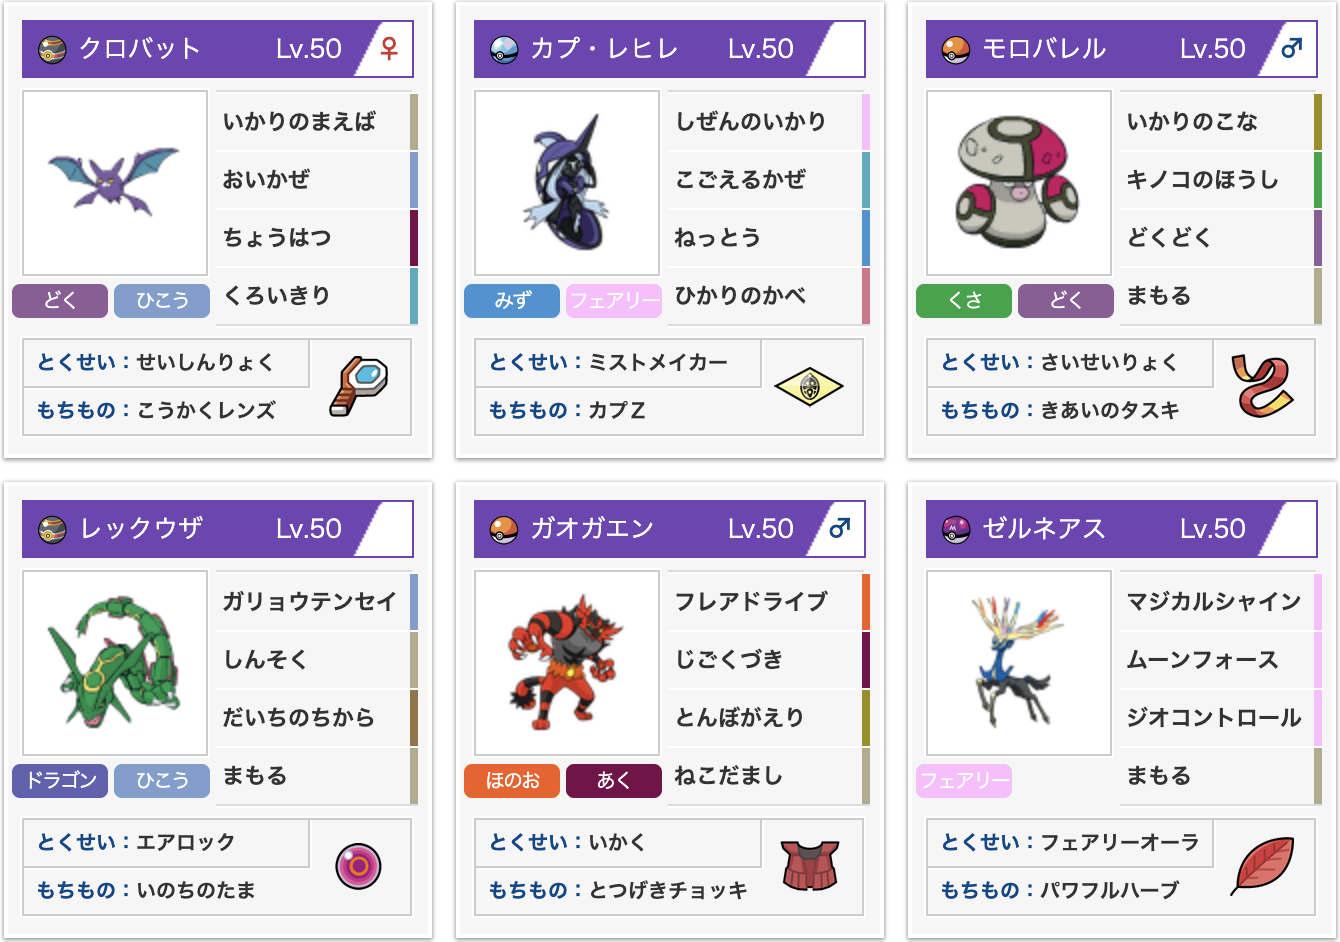 クロバット Lv.50 ♀
いかりのまえば
おいかぜ
ちょうはつ
くろいきり
どく ひこう
とくせい：せいしんりょく
もちもの：こうかくレンズ
カプ・レヒレ Lv.50
しぜんのいかり
こごえるかぜ
ねっとう
ひかりのかべ
みず フェアリー
とくせい：ミストメイカー
もちもの：カプZ
モロバレル Lv.50 ♂
いかりのこな
キノコのほうし
どくどく
まもる
くさ どく
とくせい：さいせいりょく
もちもの：きあいのタスキ
レックウザ Lv.50
ガリョウテンセイ
しんそく
だいちのちから
まもる
ドラゴン ひこう
とくせい：エアロック
もちもの：いのちのたま
ガオガエン Lv.50 ♂
フレアドライブ
じごくづき
とんぼがえり
ねこだまし
ほのお あく
とくせい：いかく
もちもの：とつげきチョッキ
ゼルネアス Lv.50
マジカルシャイン
ムーンフォース
ジオコントロール
まもる
フェアリー
とくせい：フェアリーオーラ
もちもの：パワフルハーブ